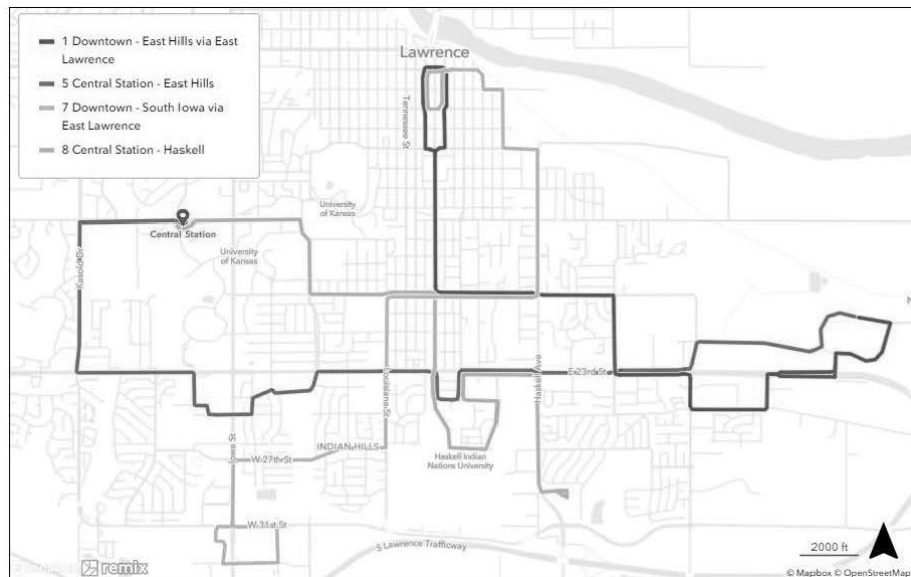 1 Downtown - East Hills via East
Lawrence
5 Central Station - East Hills
7 Downtown - South Iowa via
East Lawrence
8 Central Station - Haskell
Lawrence
Tennessee St
University
of Kansas
Central Station
University
of Kansas
Kasold Dr
Haskell Ave
E 23rd St
Louisiana St
Iowa St
INDIAN HILLS
W 27th St
Haskell Indian
Nations University
W 31st St
S Lawrence Trafficway
2000 ft
remix
© Mapbox © OpenStreetMap